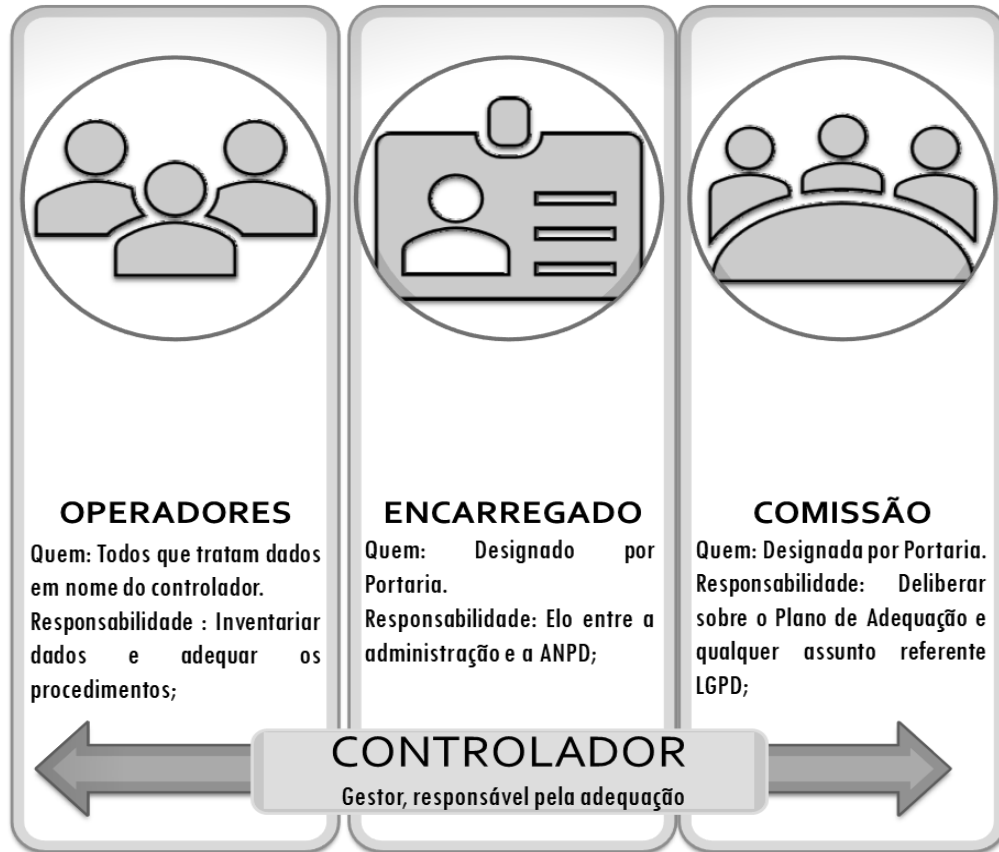 OPERADORES
Quem: Todos que tratam dados
em nome do controlador.
Responsabilidade : Inventariar
dados e adequar os
procedimentos;
ENCARREGADO
Quem: Designado por
Portaria.
Responsabilidade: Elo entre a
administração e a ANPD;
COMISSÃO
Quem: Designada por Portaria.
Responsabilidade: Deliberar
sobre o Plano de Adequação e
qualquer assunto referente
LGPD;
CONTROLADOR
Gestor, responsável pela adequação